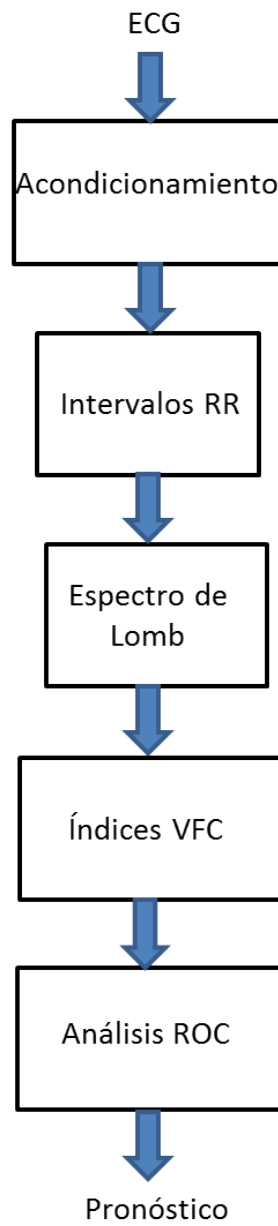 ECG
Acondicionamiento
Intervalos RR
Espectro de
Lomb
Índices VFC
Análisis ROC
Pronóstico